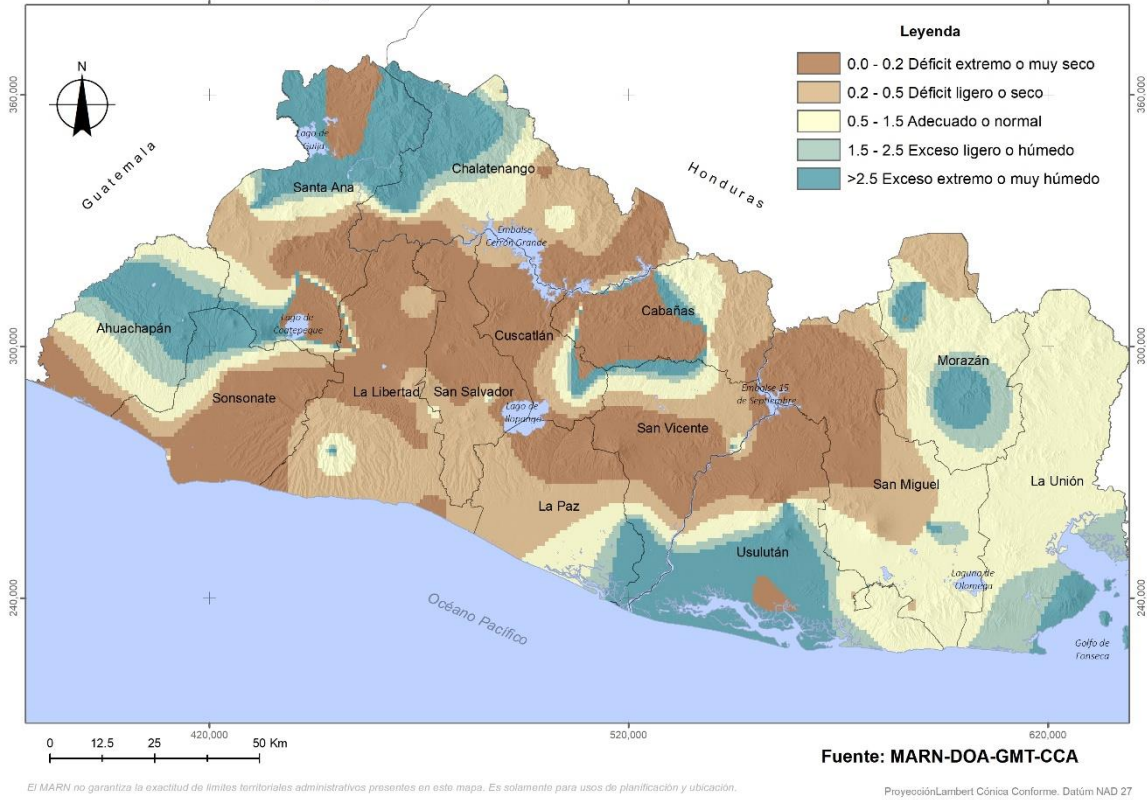 Leyenda
0.0 - 0.2 Déficit extremo o muy seco
0.2 - 0.5 Déficit ligero o seco
0.5 - 1.5 Adecuado o normal
1.5 - 2.5 Exceso ligero o húmedo
>2.5 Exceso extremo o muy húmedo
N
360,000
360,000
Guatemala
Honduras
Lago de
Guija
Santa Ana
Chalatenango
Embalse
Cerrón Grande
300,000
300,000
Ahuachapán
Lago de
Coatepeque
Cuscatlán
Cabañas
Morazán
Sonsonate
La Libertad
San Salvador
Lago de
Ilopango
San Vicente
Embalse 15
de Septiembre
La Paz
San Miguel
La Unión
Usulután
Laguna de
Olomega
240,000
240,000
Océano Pacífico
Golfo de
Fonseca
420,000
520,000
620,000
0 12.5 25 50 Km
Fuente: MARN-DOA-GMT-CCA
El MARN no garantiza la exactitud de límites territoriales administrativos presentes en este mapa. Es solamente para usos de planificación y ubicación.
ProyecciónLambert Cónica Conforme. Datúm NAD 27